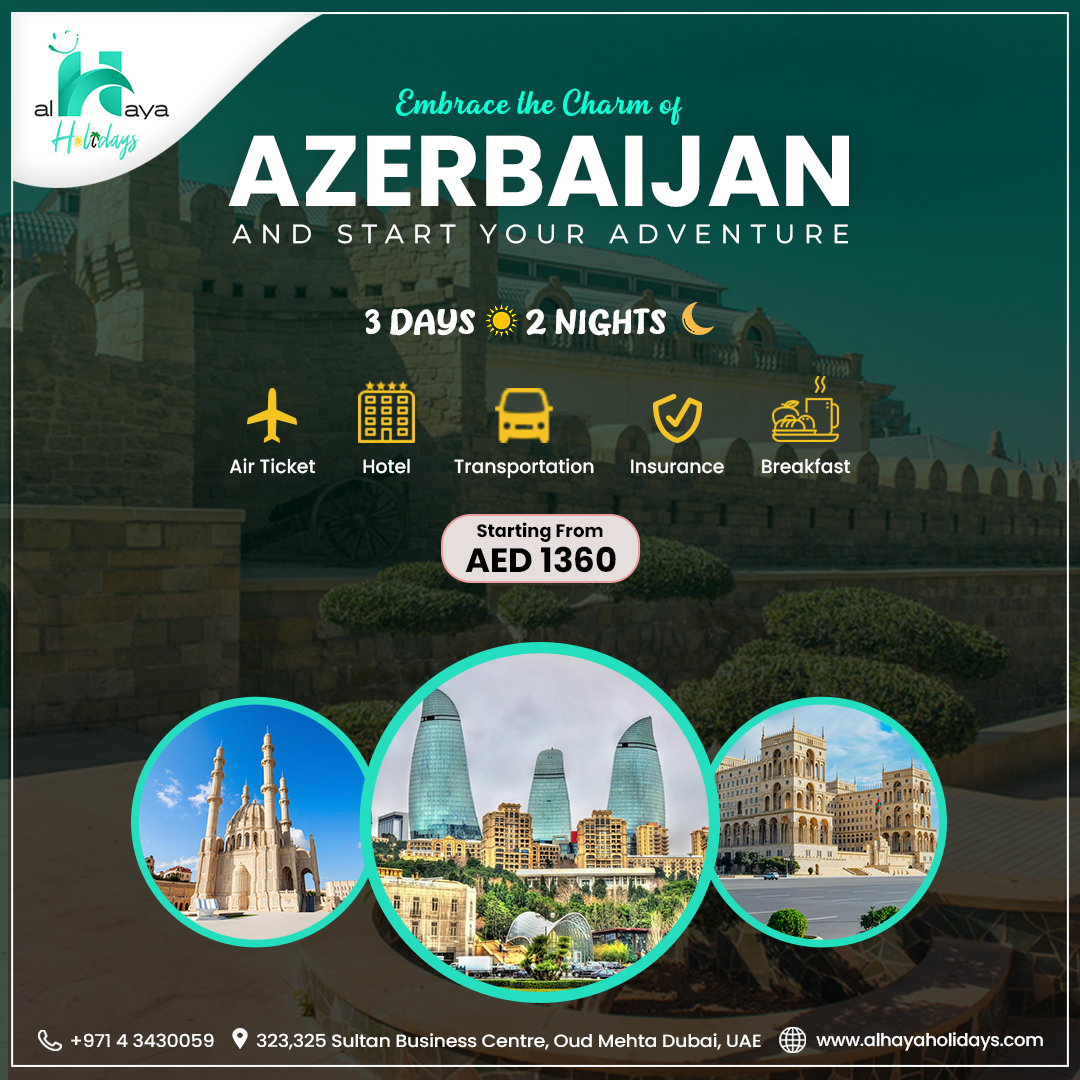 al Haya
Holidays
Embrace the Charm of
AZERBAIJAN
AND START YOUR ADVENTURE
3 DAYS 2 NIGHTS
Air Ticket Hotel Transportation Insurance Breakfast
Starting From
AED 1360
+971 4 3430059 323,325 Sultan Business Centre, Oud Mehta Dubai, UAE www.alhayaholidays.com